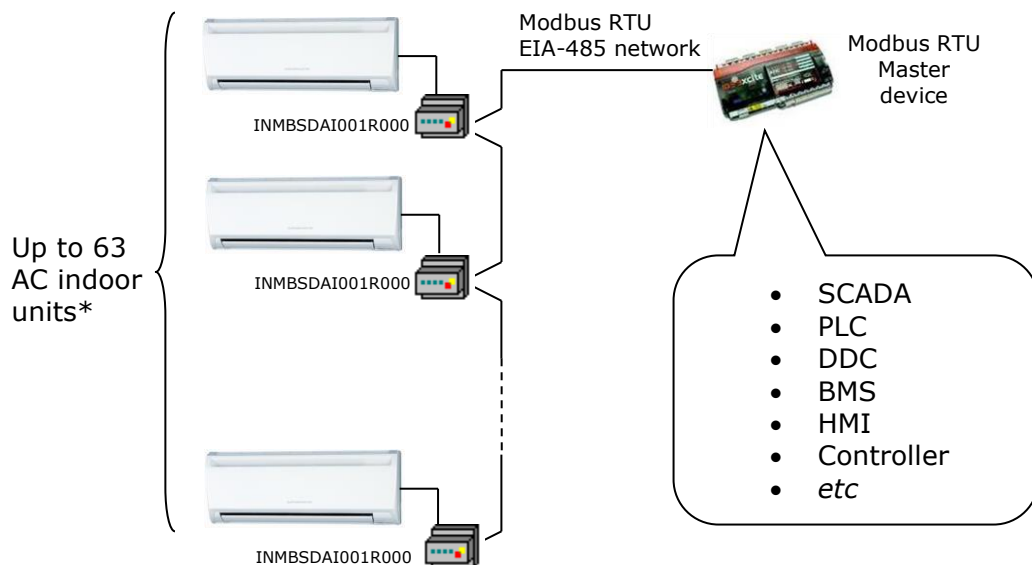 Modbus RTU
EIA-485 network
Modbus RTU
Master
device
INMBSDAI001R000
INMBSDAI001R000
Up to 63
AC indoor
units*
• SCADA
• PLC
• DDC
• BMS
• HMI
• Controller
• etc
INMBSDAI001R000
xcite